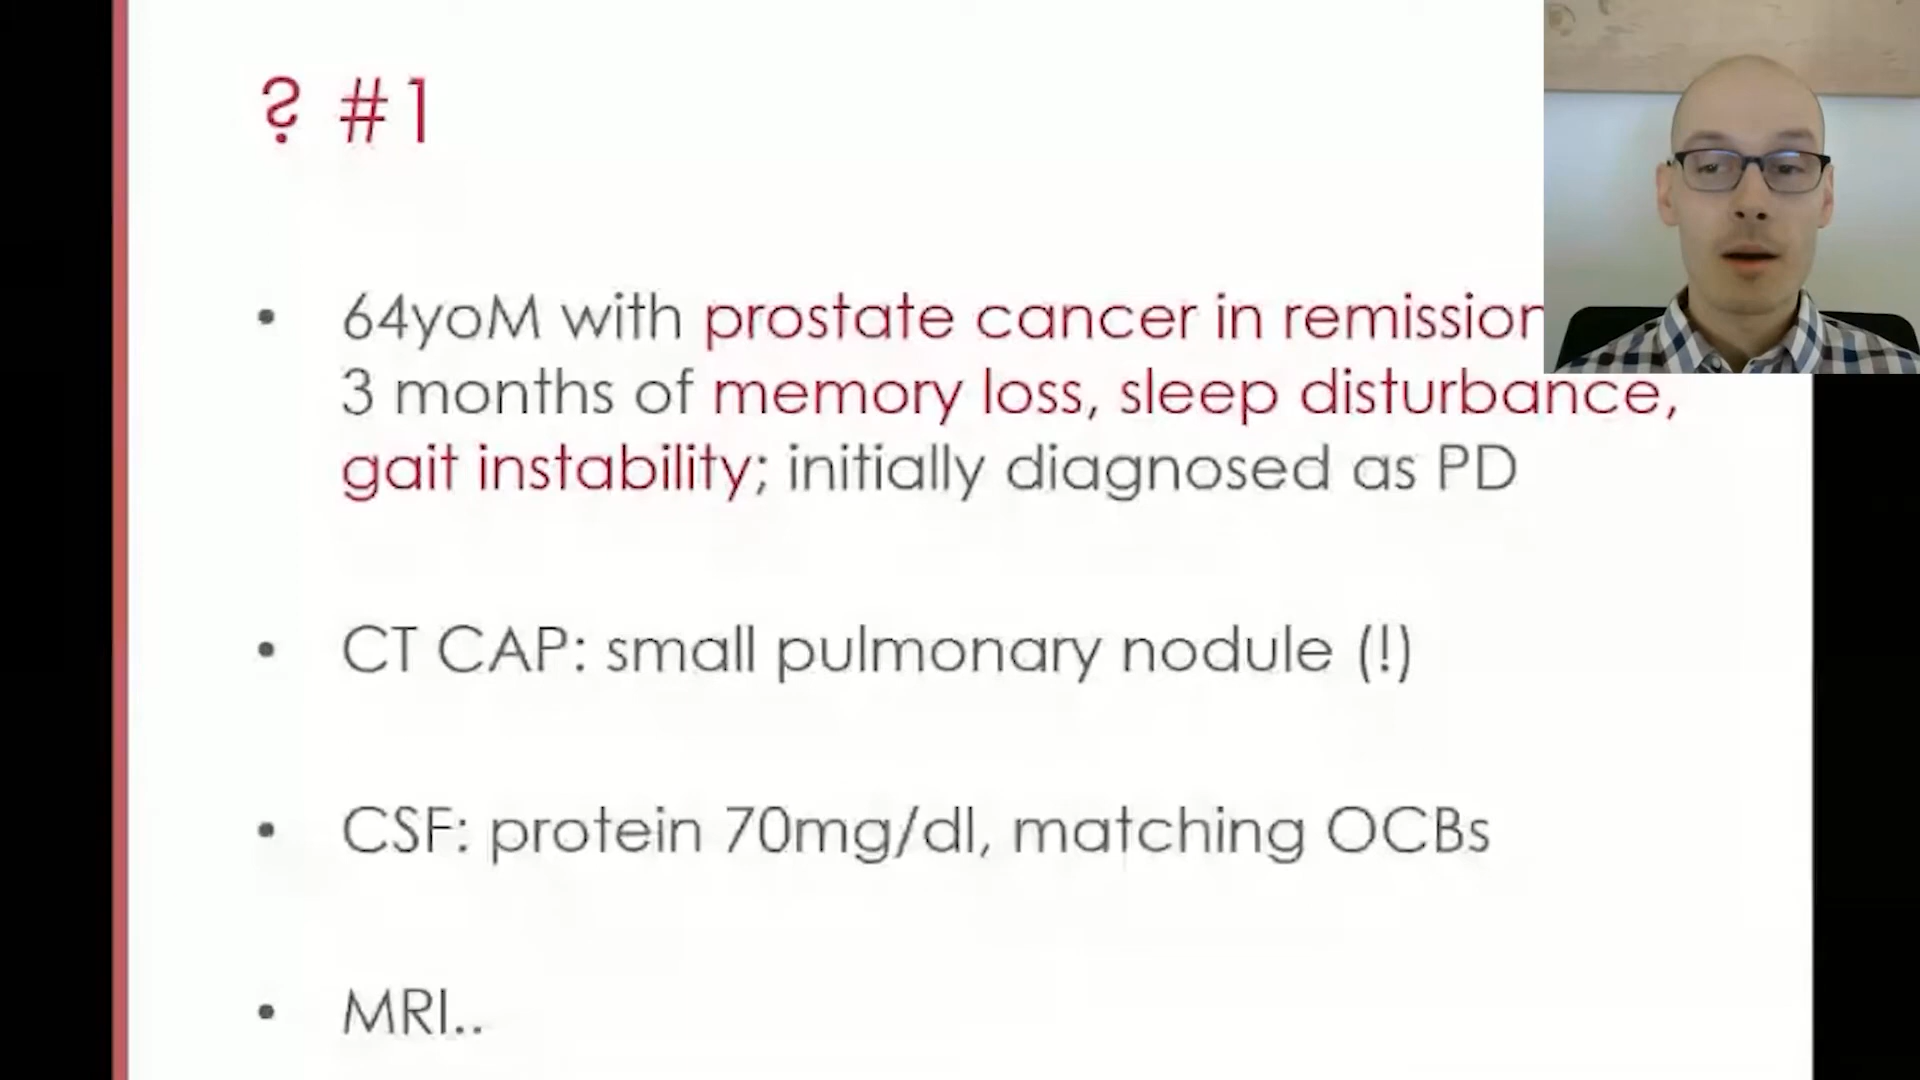 ? #1
• 64yoM with prostate cancer in remission
3 months of memory loss, sleep disturbance,
gait instability; initially diagnosed as PD
• CT CAP: small pulmonary nodule (!)
• CSF: protein 70mg/dl, matching OCBs
• MRI..